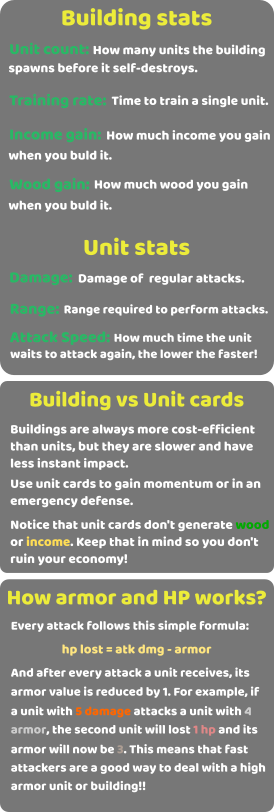 Building stats
Unit count: How many units the building
spawns before it self-destroys.
Training rate: Time to train a single unit.
Income gain: How much income you gain
when you buld it.
Wood gain: How much wood you gain
when you buld it.
Unit stats
Damage: Damage of regular attacks.
Range: Range required to perform attacks.
Attack Speed: How much time the unit
waits to attack again, the lower the faster!
Building vs Unit cards
Buildings are always more cost-efficient
than units, but they are slower and have
less instant impact.
Use unit cards to gain momentum or in an
emergency defense.
Notice that unit cards don't generate wood
or income. Keep that in mind so you don't
ruin your economy!
How armor and HP works?
Every attack follows this simple formula:
hp lost = atk dmg - armor
And after every attack a unit receives, its
armor value is reduced by 1. For example, if
a unit with 5 damage attacks a unit with 4
armor, the second unit will lost 1 hp and its
armor will now be 3. This means that fast
attackers are a good way to deal with a high
armor unit or building!!